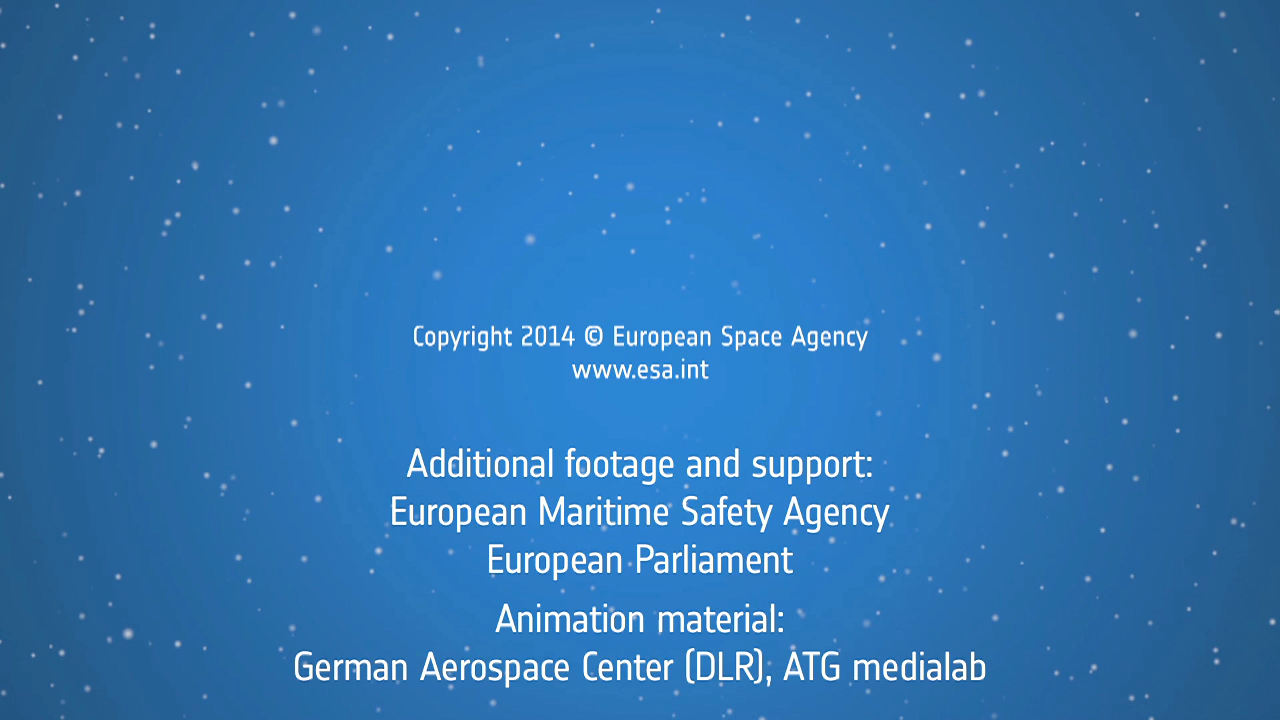 Copyright 2014 © European Space Agency
www.esa.int
Additional footage and support:
European Maritime Safety Agency
European Parliament
Animation material:
German Aerospace Center (DLR), ATG medialab